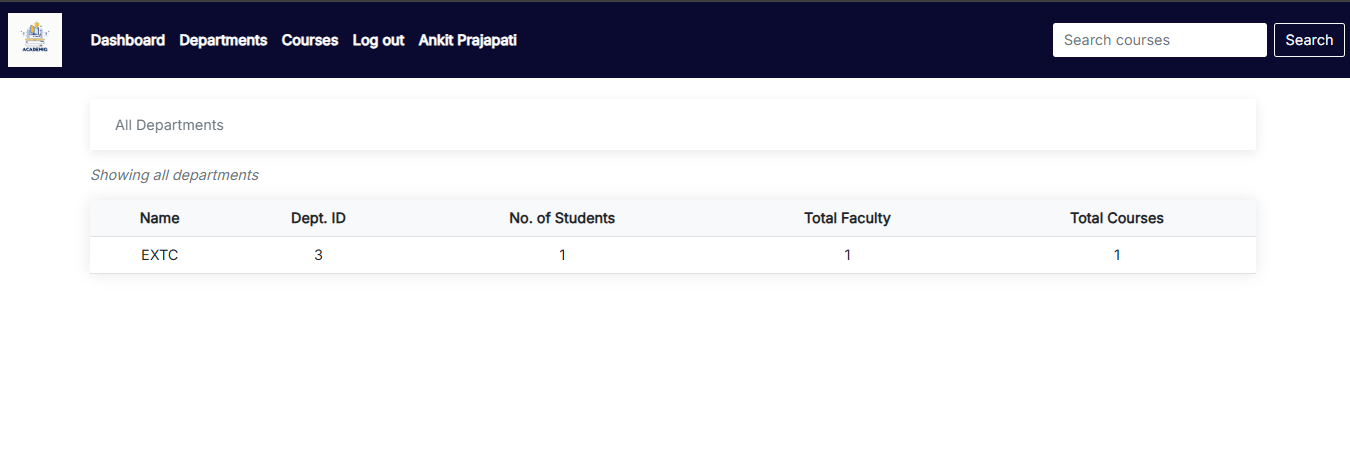 ACADEMIQ
Dashboard Departments Courses Log out Ankit Prajapati Search courses Search
All Departments
Showing all departments
Name Dept. ID No. of Students Total Faculty Total Courses
EXTC 3 1 1 1